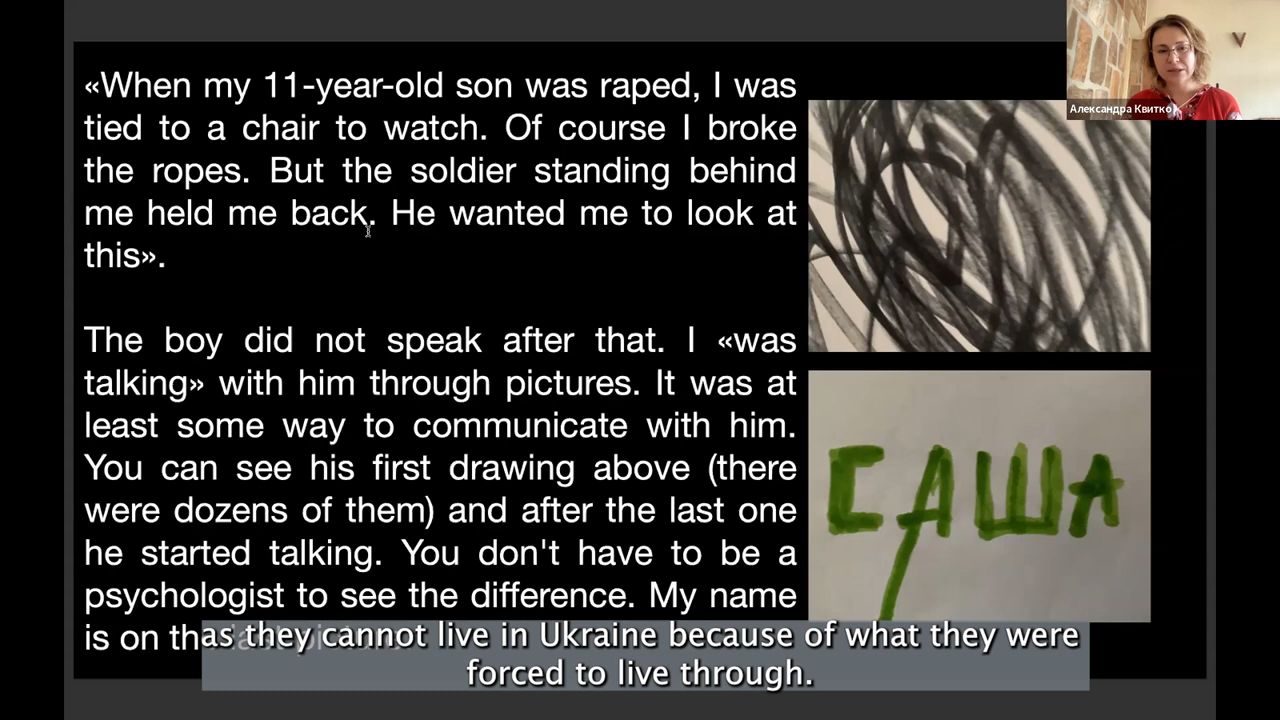 «When my 11-year-old son was raped, I was
tied to a chair to watch. Of course I broke
the ropes. But the soldier standing behind
me held me back. He wanted me to look at
this».
The boy did not speak after that. I «was
talking» with him through pictures. It was at
least some way to communicate with him.
You can see his first drawing above (there
were dozens of them) and after the last one
he started talking. You don't have to be a
psychologist to see the difference. My name
is on
Александра Квитко
САША
as they cannot live in Ukraine because of what they were
forced to live through.